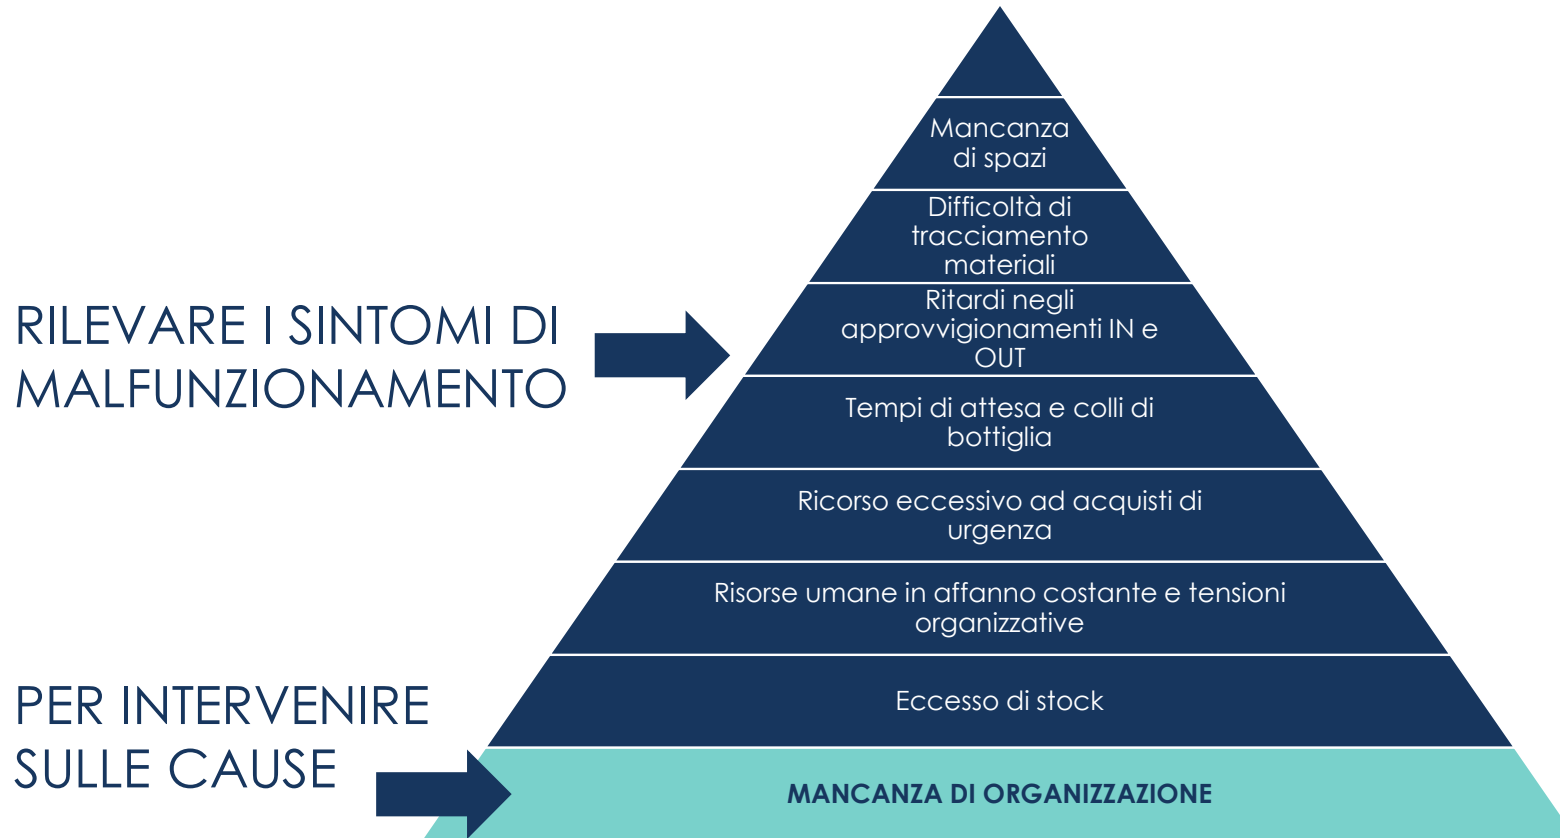 Mancanza
di spazi
Difficoltà di
tracciamento
materiali
Ritardi negli
approvvigionamenti IN e
OUT
RILEVARE I SINTOMI DI
MALFUNZIONAMENTO
Tempi di attesa e colli di
bottiglia
Ricorso eccessivo ad acquisti di
urgenza
Risorse umane in affanno costante e tensioni
organizzative
Eccesso di stock
PER INTERVENIRE
SULLE CAUSE
MANCANZA DI ORGANIZZAZIONE